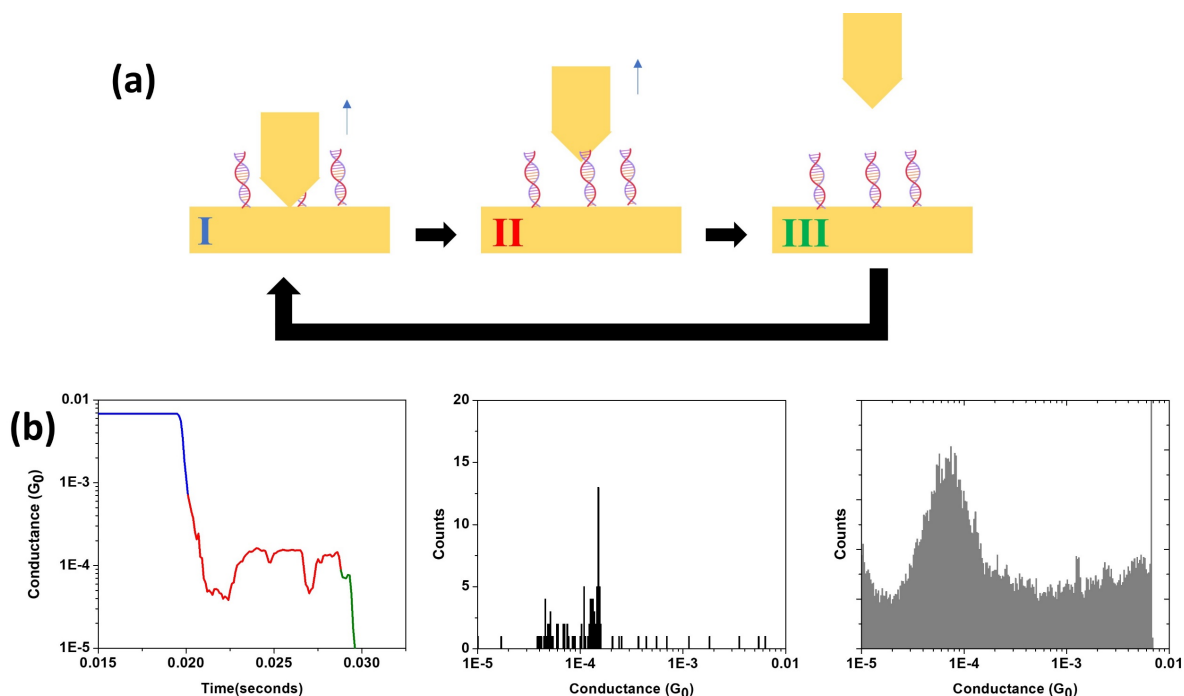 (a)
I
II
III
(b)
0.01
1E-3
1E-4
1E-5
Conductance (G0)
0.015 0.020 0.025 0.030
Time(seconds)
20
15
10
5
0
Counts
1E-5 1E-4 1E-3 0.01
Conductance (G0)
Counts
1E-5 1E-4 1E-3 0.01
Conductance (G0)